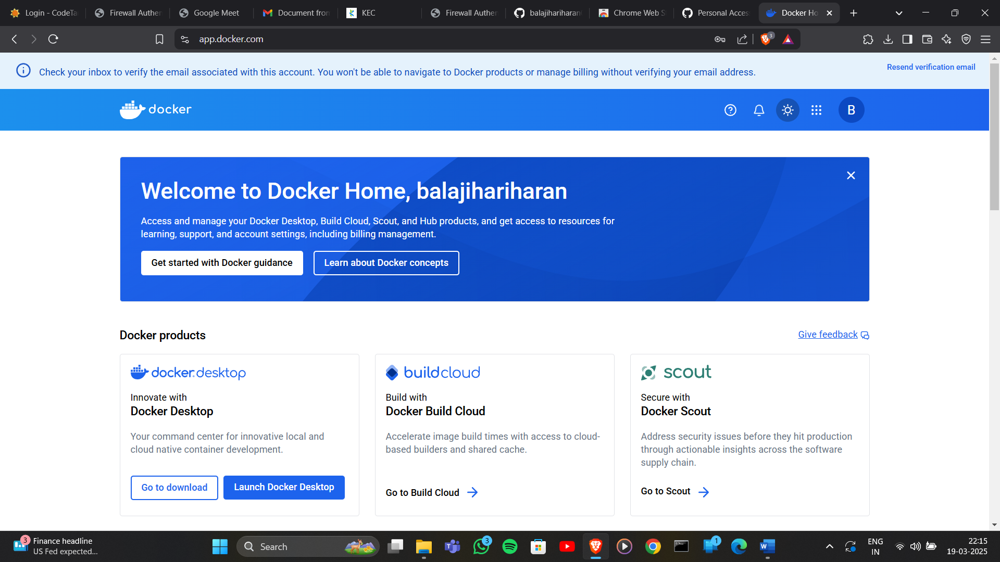 Login - CodeTa
Firewall Authen
Google Meet
Document from
KEC
Firewall Authen
balajihariharan
Chrome Web S
Personal Acces
Docker Ho
app.docker.com
3
Check your inbox to verify the email associated with this account. You won't be able to navigate to Docker products or manage billing without verifying your email address.
Resend verification email
docker
B
Welcome to Docker Home, balajihariharan
Access and manage your Docker Desktop, Build Cloud, Scout, and Hub products, and get access to resources for
learning, support, and account settings, including billing management.
Get started with Docker guidance
Learn about Docker concepts
Docker products
Give feedback
docker desktop
Innovate with
Docker Desktop
Your command center for innovative local and
cloud native container development.
Go to download
Launch Docker Desktop
build cloud
Build with
Docker Build Cloud
Accelerate image build times with access to cloud-
based builders and shared cache.
Go to Build Cloud
scout
Secure with
Docker Scout
Address security issues before they hit production
through actionable insights across the software
supply chain.
Go to Scout
3
Finance headline
US Fed expected...
Search
3
1
ENG
IN
22:15
19-03-2025